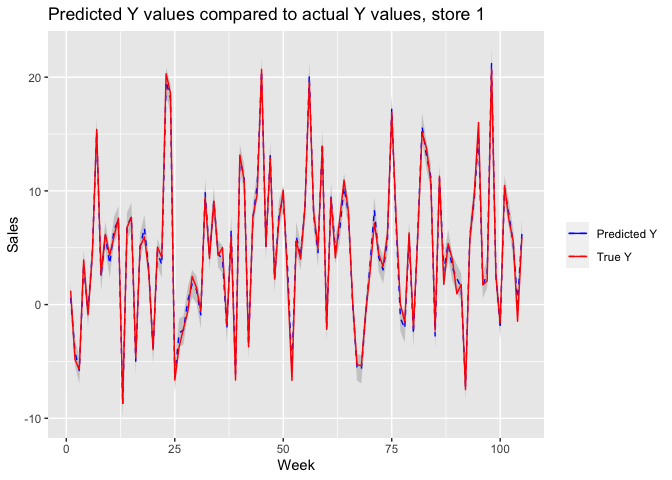 Predicted Y values compared to actual Y values, store 1
20
10
0
-10
Sales
0
25
50
75
100
Week
Predicted Y
True Y